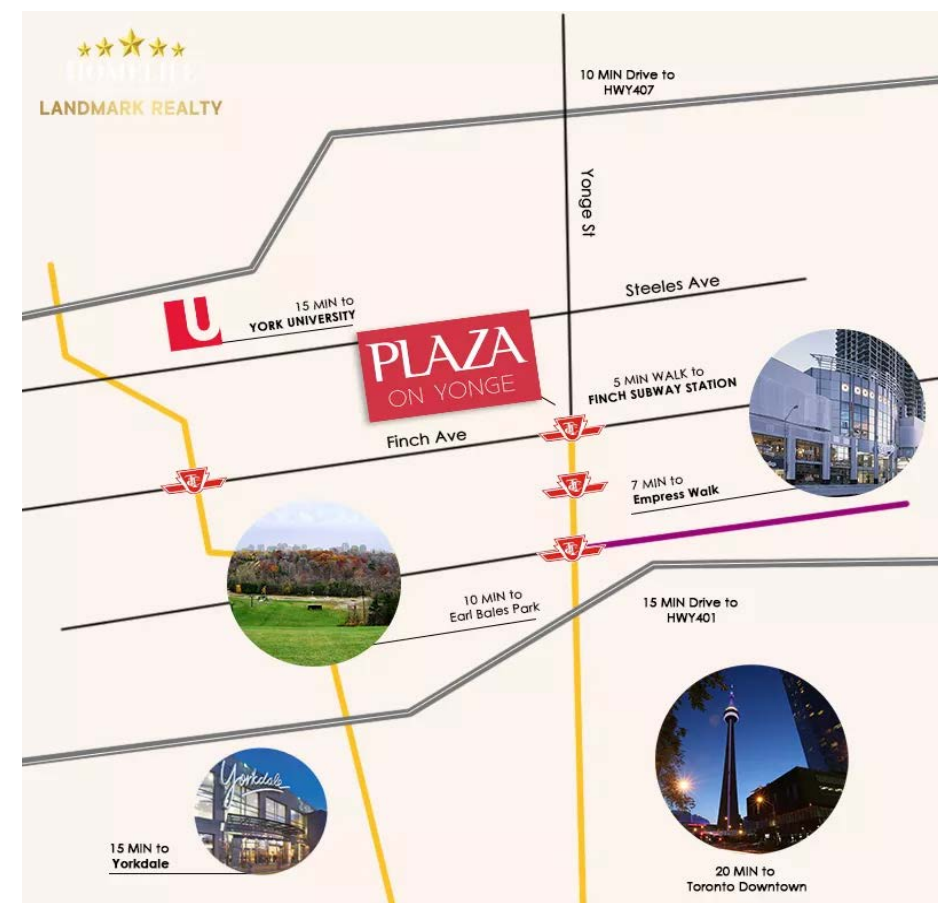 HOMELIFE
LANDMARK REALTY
10 MIN Drive to
HWY407
Yonge St
Steeles Ave
15 MIN to
YORK UNIVERSITY
U
PLAZA
ON YONGE
5 MIN WALK to
FINCH SUBWAY STATION
Finch Ave
7 MIN to
Empress Walk
10 MIN to
Earl Bales Park
15 MIN Drive to
HWY401
Yorkdale
15 MIN to
Yorkdale
20 MIN to
Toronto Downtown